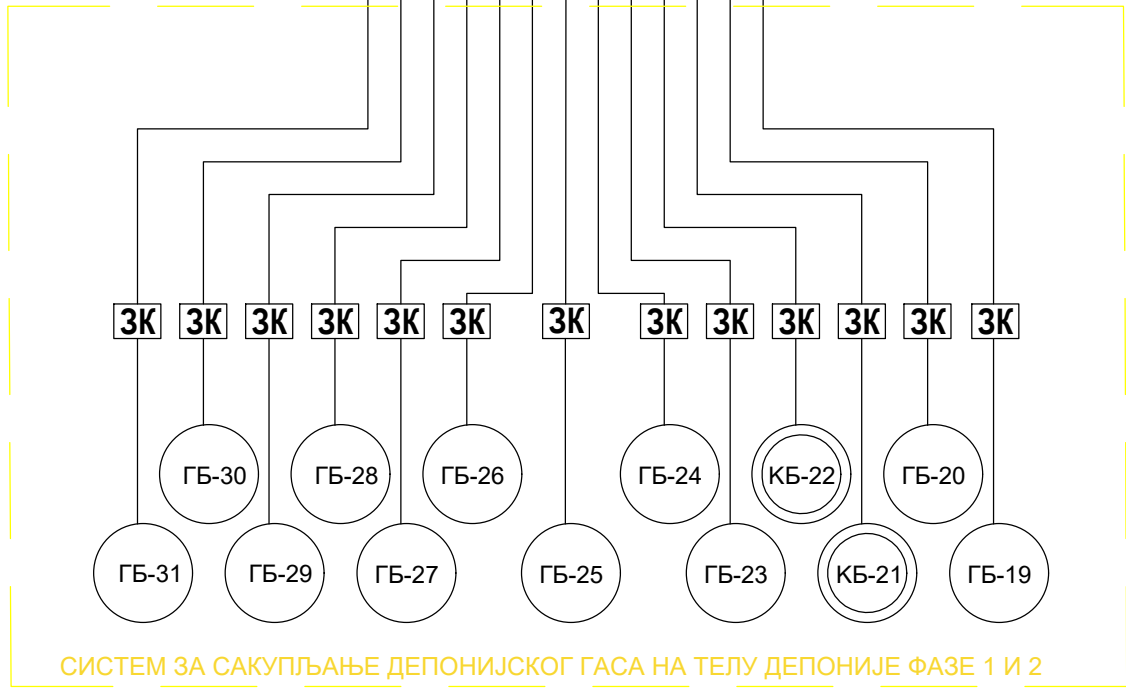 ЗК ЗК ЗК ЗК ЗК ЗК ЗК ЗК ЗК ЗК ЗК ЗК ЗК
ГБ-30 ГБ-28 ГБ-26 ГБ-24 КБ-22 ГБ-20
ГБ-31 ГБ-29 ГБ-27 ГБ-25 ГБ-23 КБ-21 ГБ-19
СИСТЕМ ЗА САКУПЉАЊЕ ДЕПОНИЈСКОГ ГАСА НА ТЕЛУ ДЕПОНИЈЕ ФАЗЕ 1 И 2